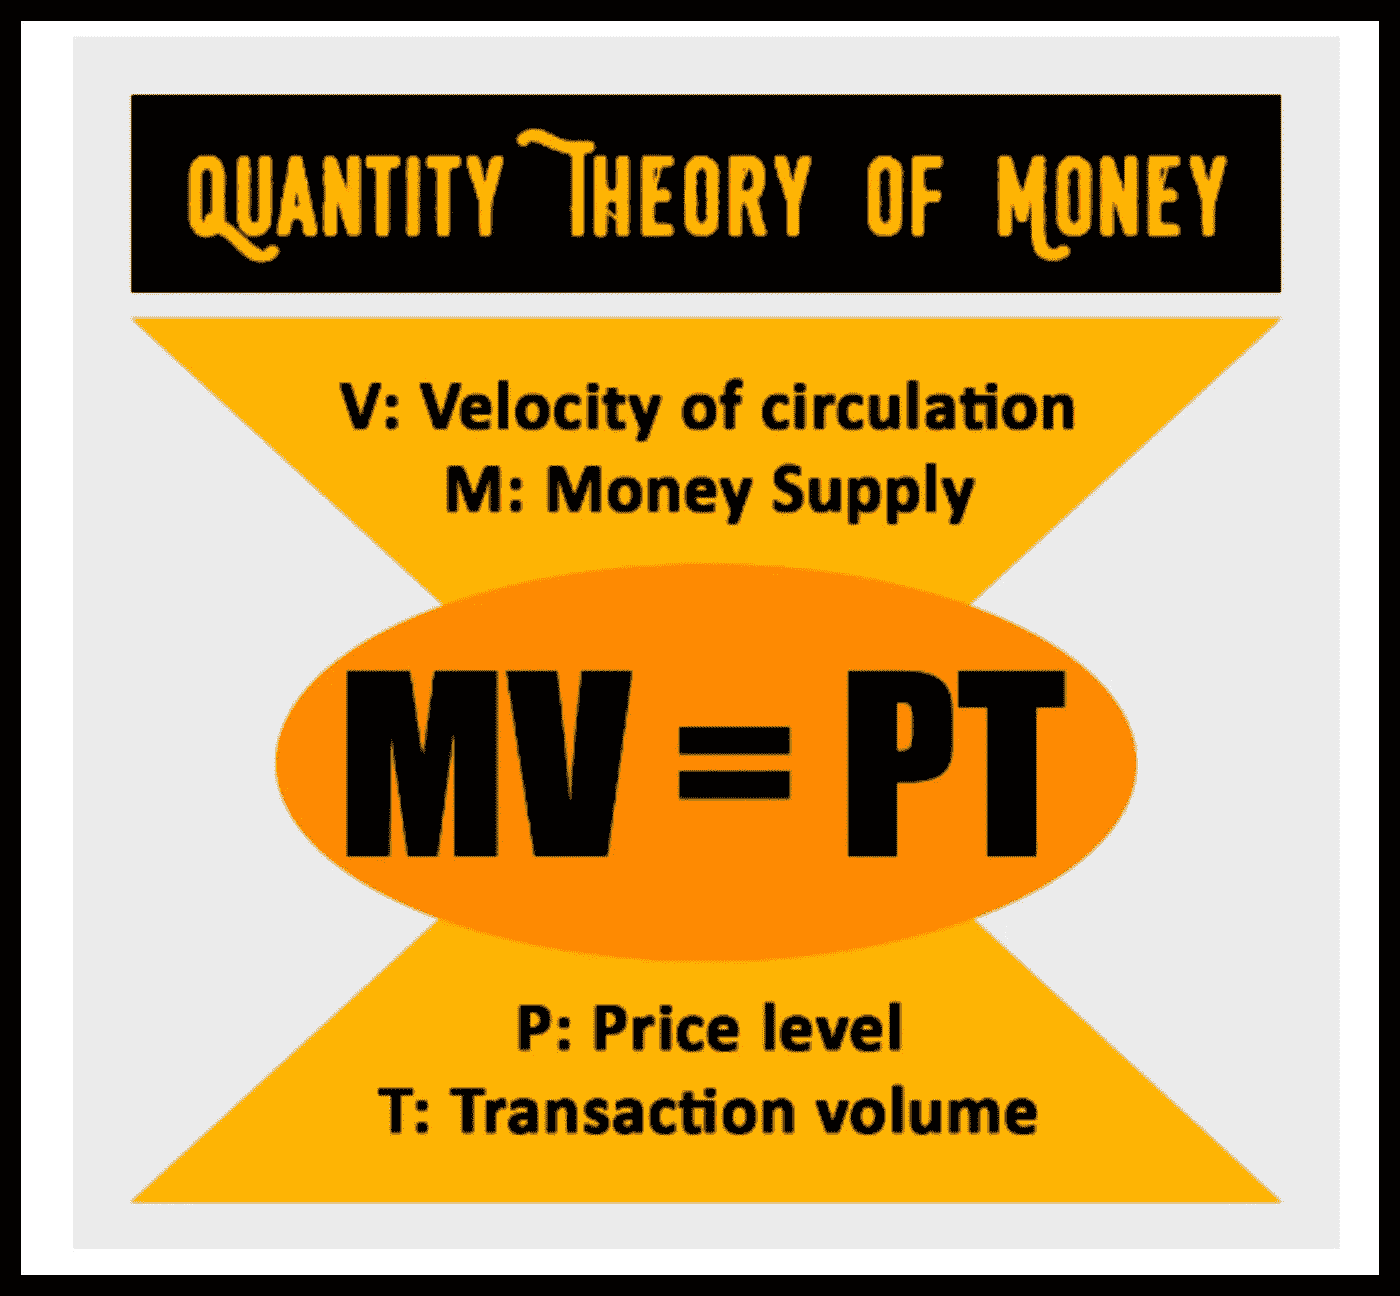 QUANTITY THEORY OF MONEY
V: Velocity of circulation
M: Money Supply
MV = PT
P: Price level
T: Transaction volume